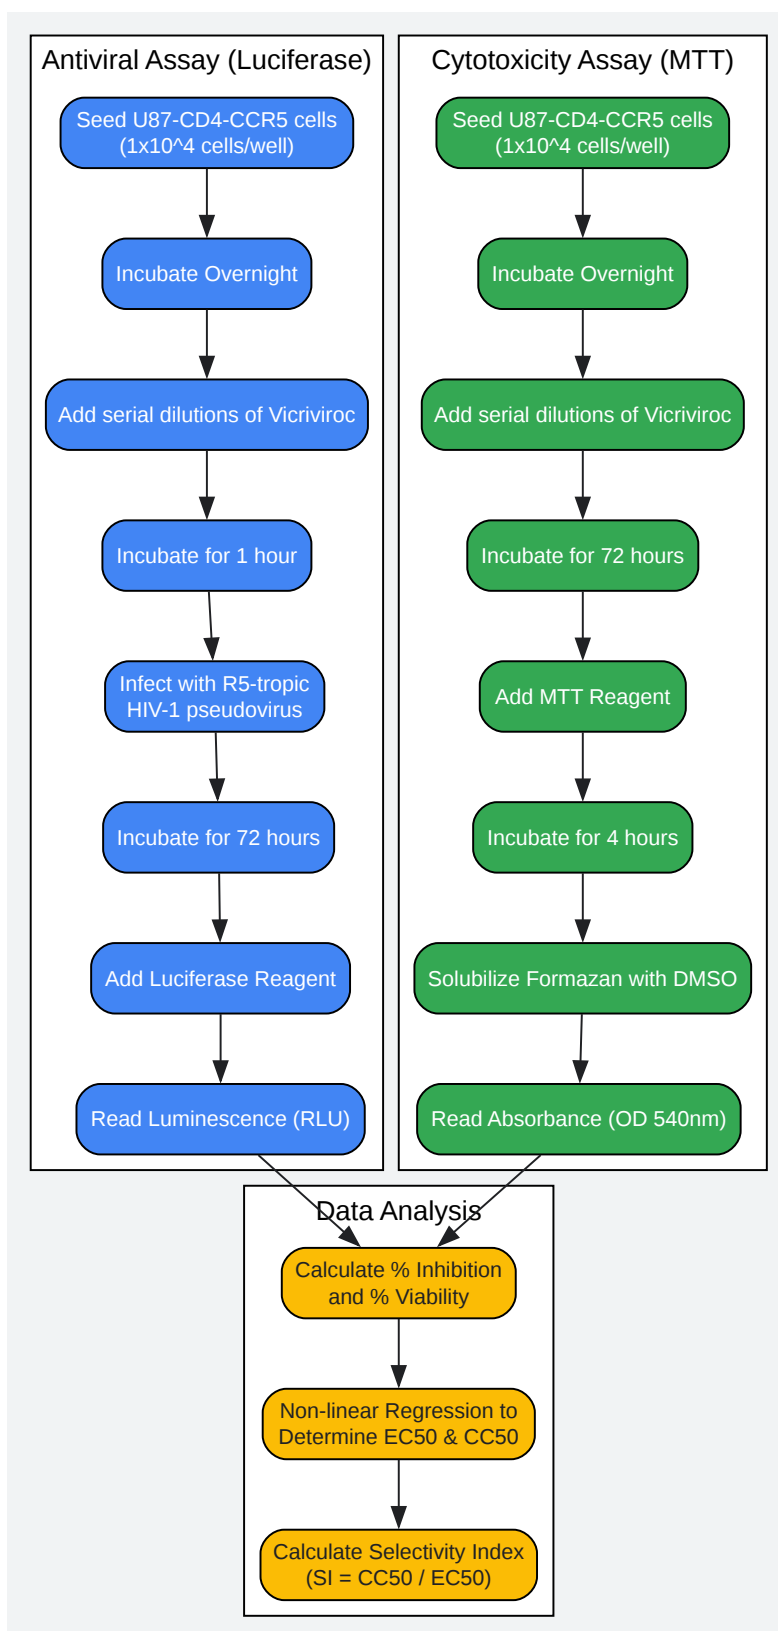 Antiviral Assay (Luciferase)
Seed U87-CD4-CCR5 cells
(1x10^4 cells/well)
Incubate Overnight
Add serial dilutions of Vicriviroc
Incubate for 1 hour
Infect with R5-tropic
HIV-1 pseudovirus
Incubate for 72 hours
Add Luciferase Reagent
Read Luminescence (RLU)
Cytotoxicity Assay (MTT)
Seed U87-CD4-CCR5 cells
(1x10^4 cells/well)
Incubate Overnight
Add serial dilutions of Vicriviroc
Incubate for 72 hours
Add MTT Reagent
Incubate for 4 hours
Solubilize Formazan with DMSO
Read Absorbance (OD 540nm)
Data Analysis
Calculate % Inhibition
and % Viability
Non-linear Regression to
Determine EC50 & CC50
Calculate Selectivity Index
(SI = CC50 / EC50)